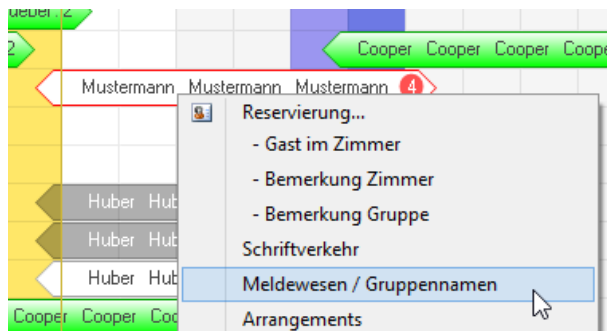 2
Cooper Cooper Cooper
Mustermann Mustermann Mustermann 4
Reservierung...
- Gast im Zimmer
- Bemerkung Zimmer
Huber
- Bemerkung Gruppe
Huber
Schriftverkehr
Huber
Meldewesen / Gruppennamen
Cooper Cooper
Arrangements